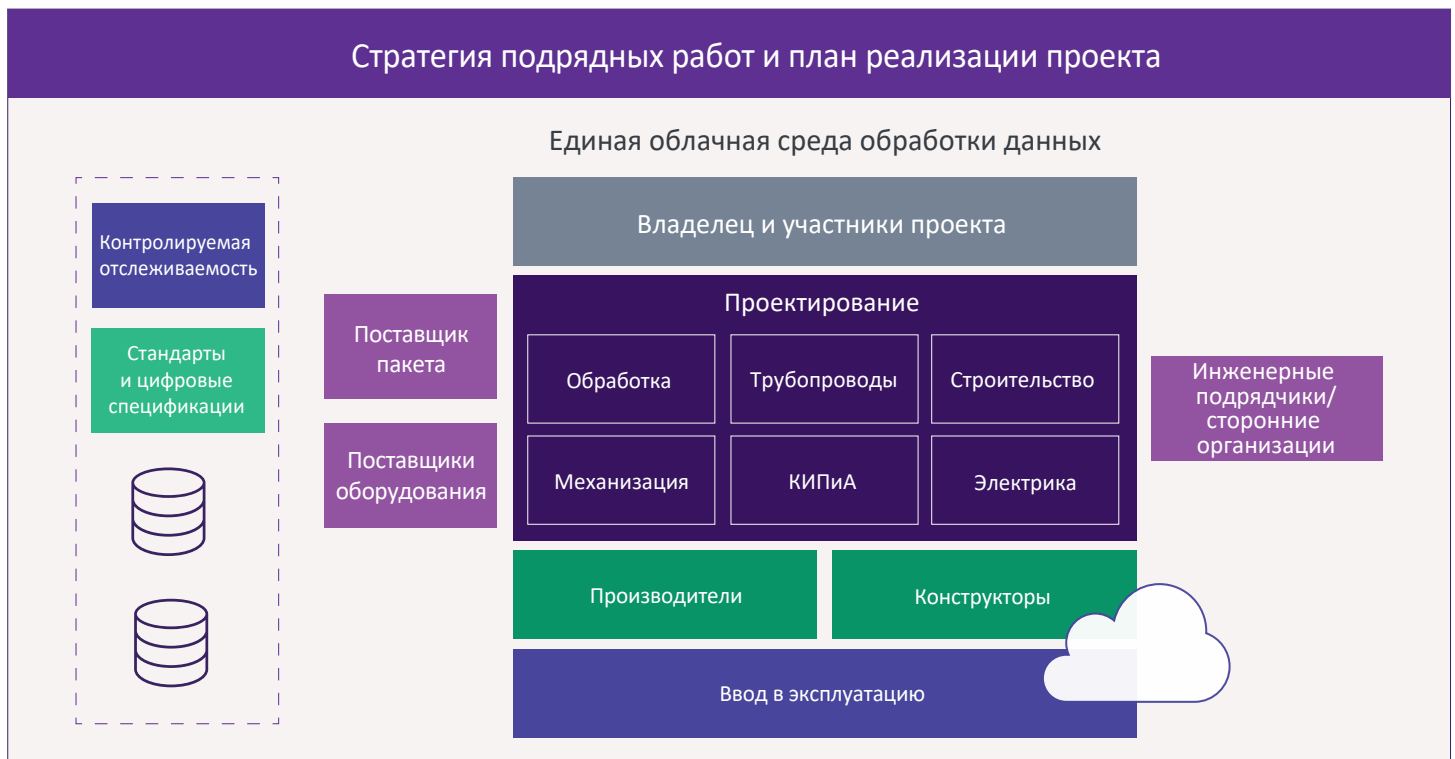 Стратегия подрядных работ и план реализации проекта
Единая облачная среда обработки данных
Контролируемая
отслеживаемость
Стандарты
и цифровые
спецификации
Поставщик
пакета
Поставщики
оборудования
Владелец и участники проекта
Проектирование
Обработка
Трубопроводы
Строительство
Механизация
КИПиА
Электрика
Инженерные
подрядчики/
сторонние
организации
Производители
Конструкторы
Ввод в эксплуатацию